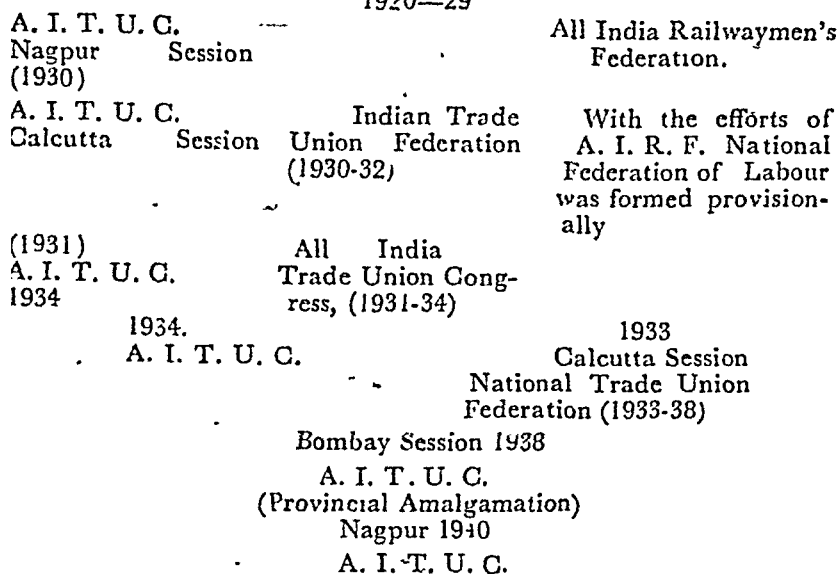 1920—29
A. I. T. U. C. All India Railwaymen's
Nagpur Session Federation.
(1930)
A. I. T. U. C. Indian Trade With the efforts of
Calcutta Session Union Federation A. I. R. F. National
(1930-32) Federation of Labour
was formed provision-
ally
(1931) All India
A. I. T. U. C. Trade Union Cong-
1934 ress, (1931-34)
1934. 1933
A. I. T. U. C. Calcutta Session
National Trade Union
Federation (1933-38)
Bombay Session 1938
A. I. T. U. C.
(Provincial Amalgamation)
Nagpur 1940
A. I. T. U. C.